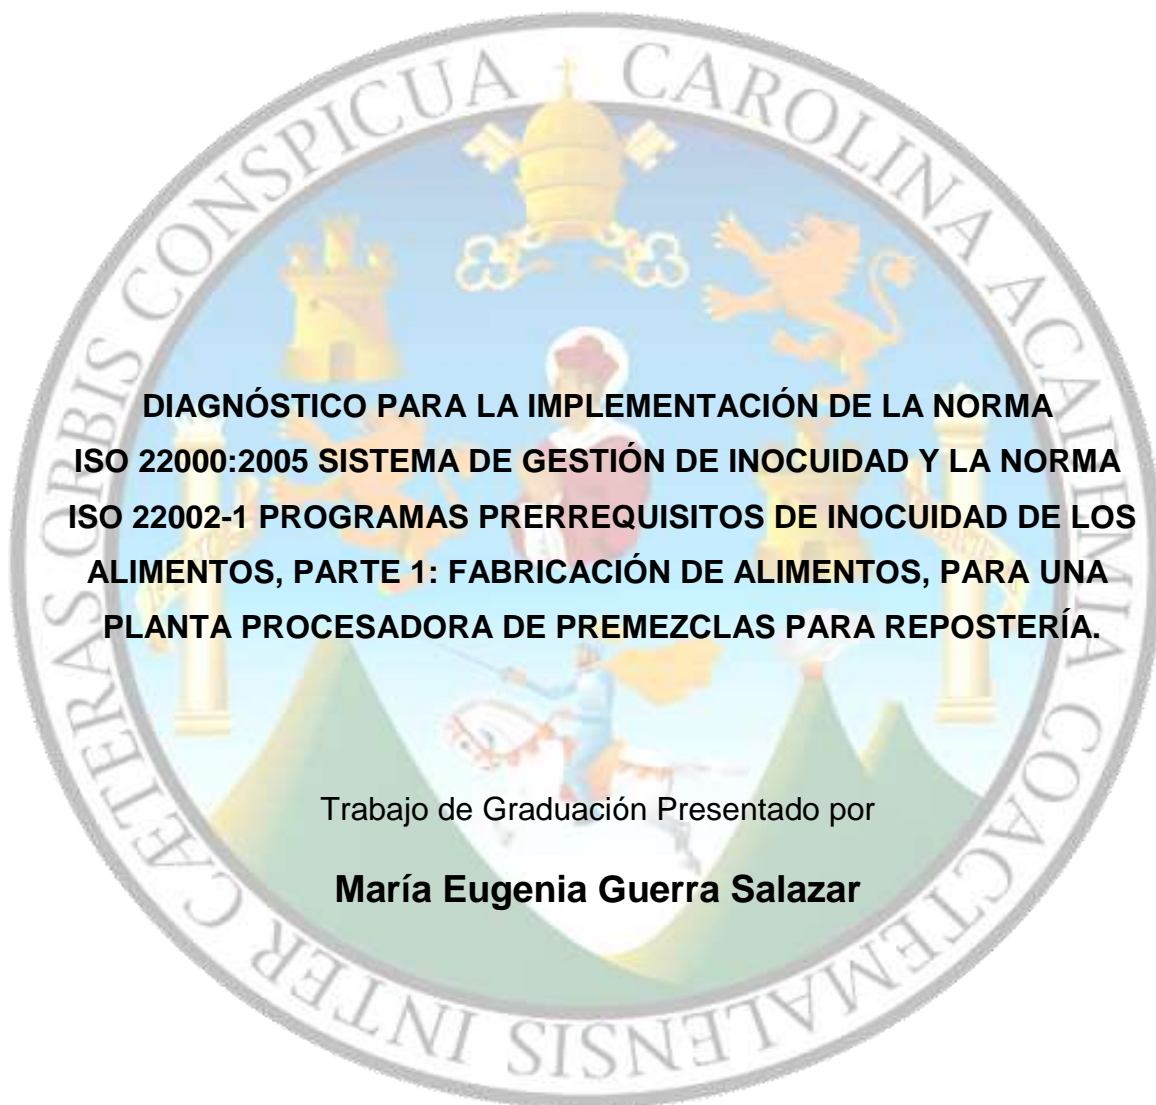 CAROLINA ACADEMIA COACTEMALENSIS INTER CÆTERAS ORBIS CONSPICUA
DIAGNÓSTICO PARA LA IMPLEMENTACIÓN DE LA NORMA
ISO 22000:2005 SISTEMA DE GESTIÓN DE INOCUIDAD Y LA NORMA
ISO 22002-1 PROGRAMAS PRERREQUISITOS DE INOCUIDAD DE LOS
ALIMENTOS, PARTE 1: FABRICACIÓN DE ALIMENTOS, PARA UNA
PLANTA PROCESADORA DE PREMEZCLAS PARA REPOSTERÍA.
Trabajo de Graduación Presentado por
María Eugenia Guerra Salazar